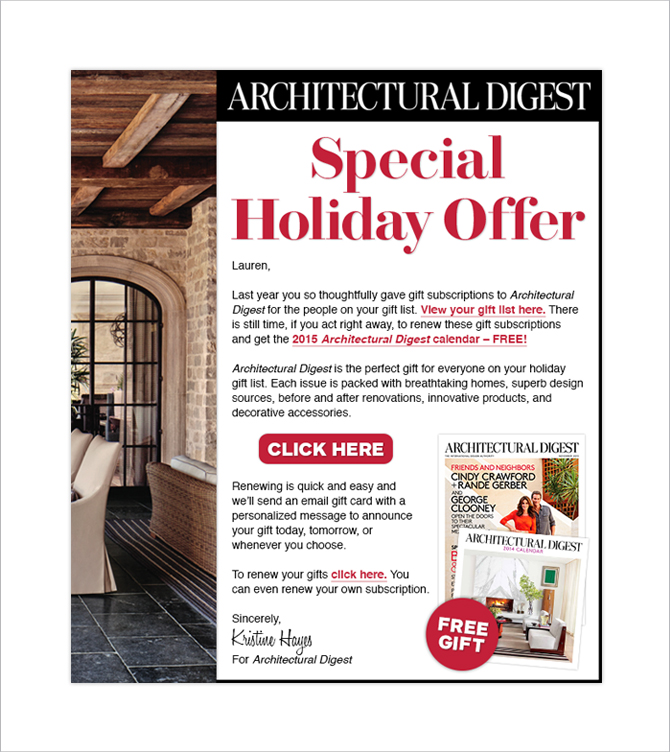 ARCHITECTURAL DIGEST
Special
Holiday Offer
Lauren,
Last year you so thoughtfully gave gift subscriptions to Architectural
Digest for the people on your gift list. View your gift list here. There
is still time, if you act right away, to renew these gift subscriptions
and get the 2015 Architectural Digest calendar – FREE!
Architectural Digest is the perfect gift for everyone on your holiday
gift list. Each issue is packed with breathtaking homes, superb design
sources, before and after renovations, innovative products, and
decorative accessories.
CLICK HERE
Renewing is quick and easy and
we'll send an email gift card with a
personalized message to announce
your gift today, tomorrow, or
whenever you choose.
To renew your gifts click here. You
can even renew your own subscription.
Sincerely,
Kristine Hayes
For Architectural Digest
ARCHITECTURAL DIGEST
FRIENDS AND NEIGHBORS
CINDY CRAWFORD
+ RANDE GERBER
AND
GEORGE
CLOONEY
OPEN THE DOORS
TO THEIR
SPECTACULAR
ARCHITECTURAL DIGEST
2014 CALENDAR
FREE
GIFT